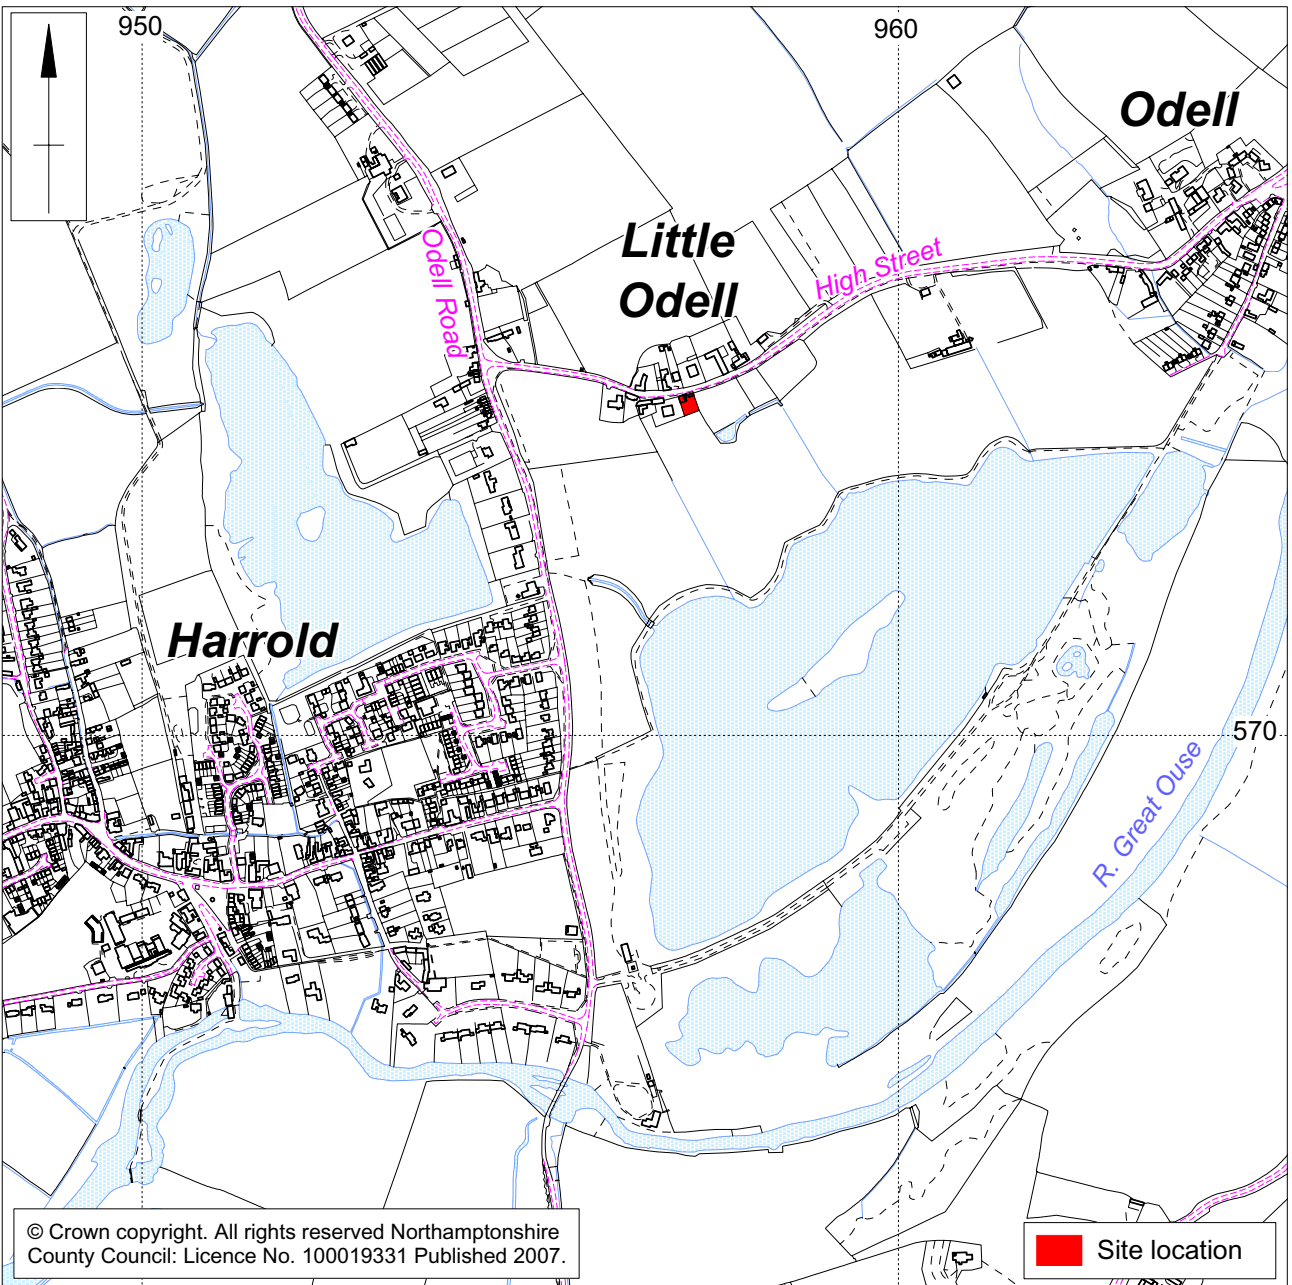 950
960
Odell
Little
Odell
High Street
Odell Road
Harrold
570
R. Great Ouse
© Crown copyright. All rights reserved Northamptonshire
County Council: Licence No. 100019331 Published 2007.
Site location